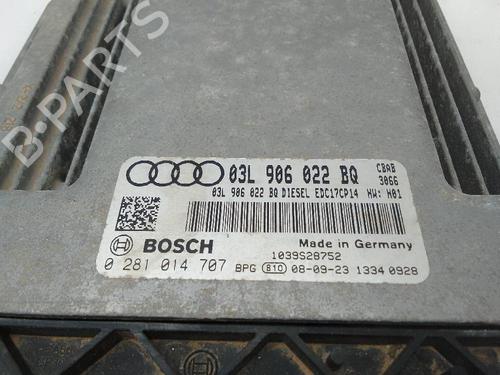 B-PARTS
03L 906 022 BQ
CBAB
3066
03L 906 022 BQ DIESEL EDC17CP14 HW: H01
BOSCH
Made in Germany
1039S28752
0 281 014 707 BPG 810 08-09-23 1334 0928